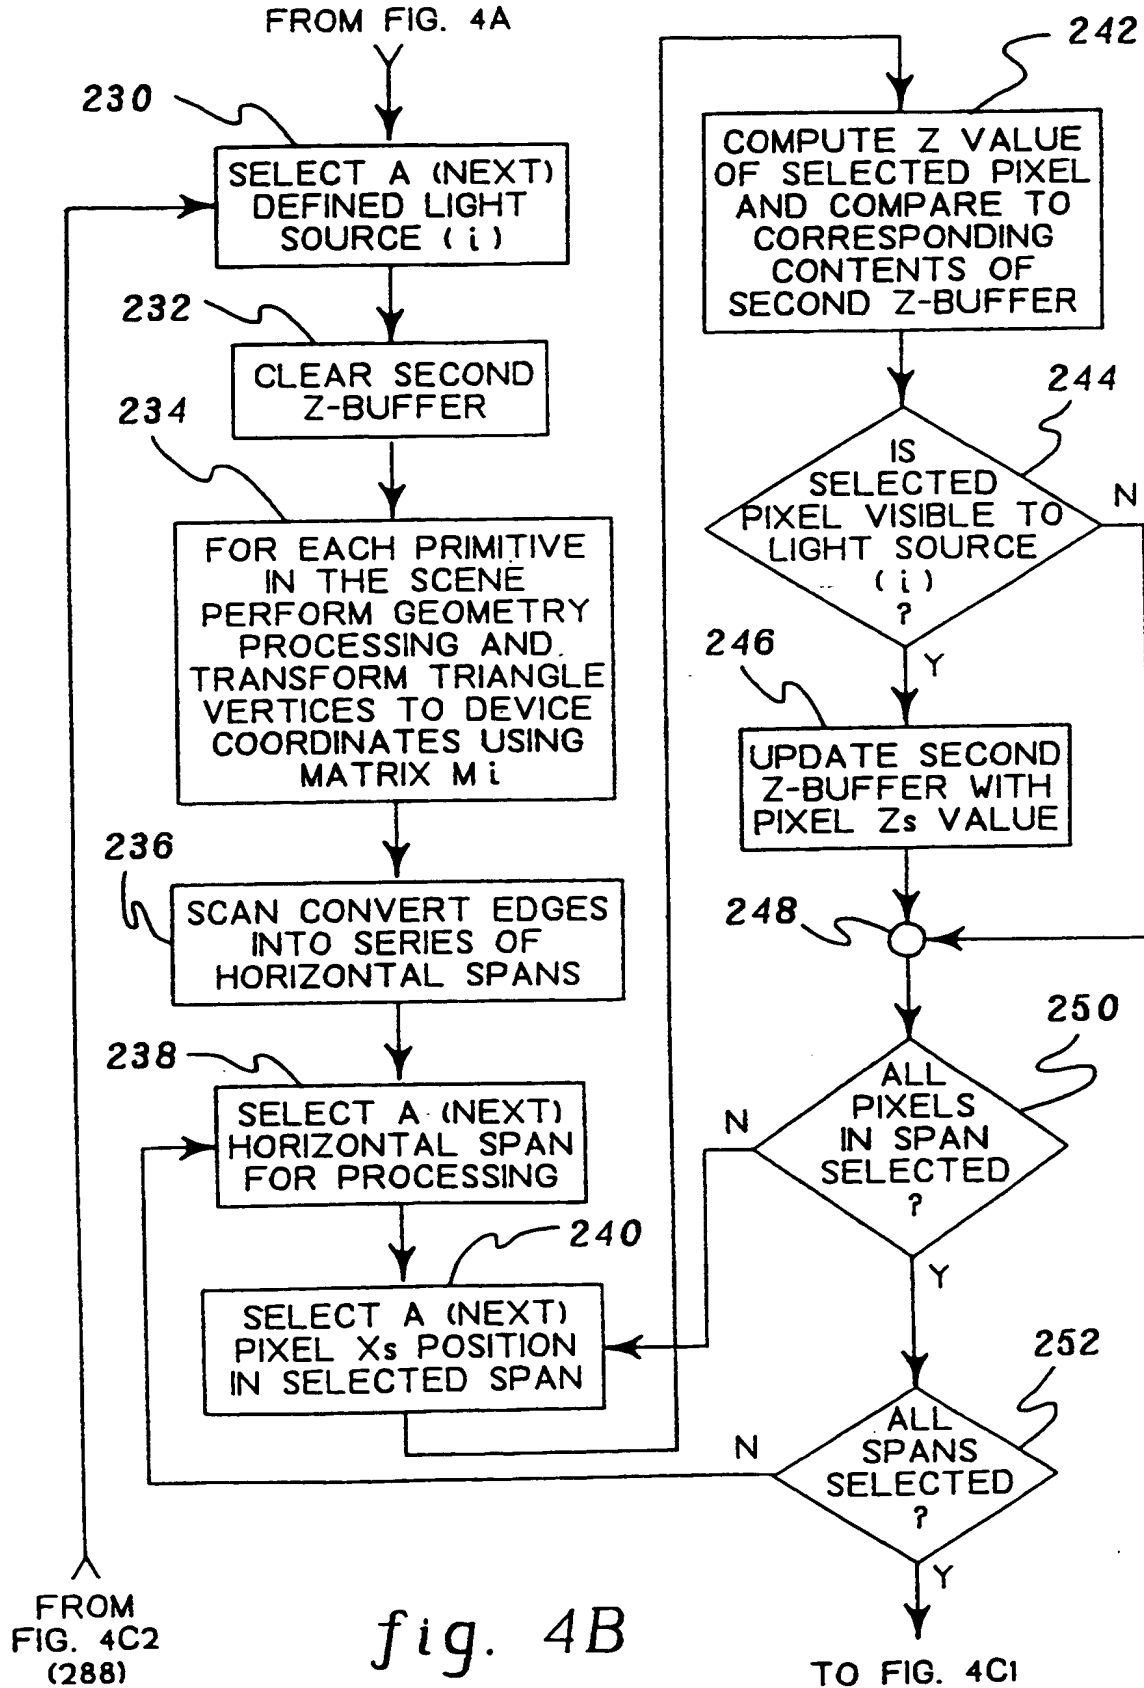 FROM FIG. 4A
230
SELECT A (NEXT)
DEFINED LIGHT
SOURCE (i)
232
CLEAR SECOND
Z-BUFFER
234
FOR EACH PRIMITIVE
IN THE SCENE
PERFORM GEOMETRY
PROCESSING AND
TRANSFORM TRIANGLE
VERTICES TO DEVICE
COORDINATES USING
MATRIX Mi
236
SCAN CONVERT EDGES
INTO SERIES OF
HORIZONTAL SPANS
238
SELECT A (NEXT)
HORIZONTAL SPAN
FOR PROCESSING
240
SELECT A (NEXT)
PIXEL Xs POSITION
IN SELECTED SPAN
242
COMPUTE Z VALUE
OF SELECTED PIXEL
AND COMPARE TO
CORRESPONDING
CONTENTS OF
SECOND Z-BUFFER
244
IS
SELECTED
PIXEL VISIBLE TO
LIGHT SOURCE
(i)
?
N
Y
246
UPDATE SECOND
Z-BUFFER WITH
PIXEL Zs VALUE
248
250
ALL
PIXELS
IN SPAN
SELECTED
?
N
Y
252
ALL
SPANS
SELECTED
?
N
Y
FROM
FIG. 4C2
(288)
fig. 4B
TO FIG. 4C1